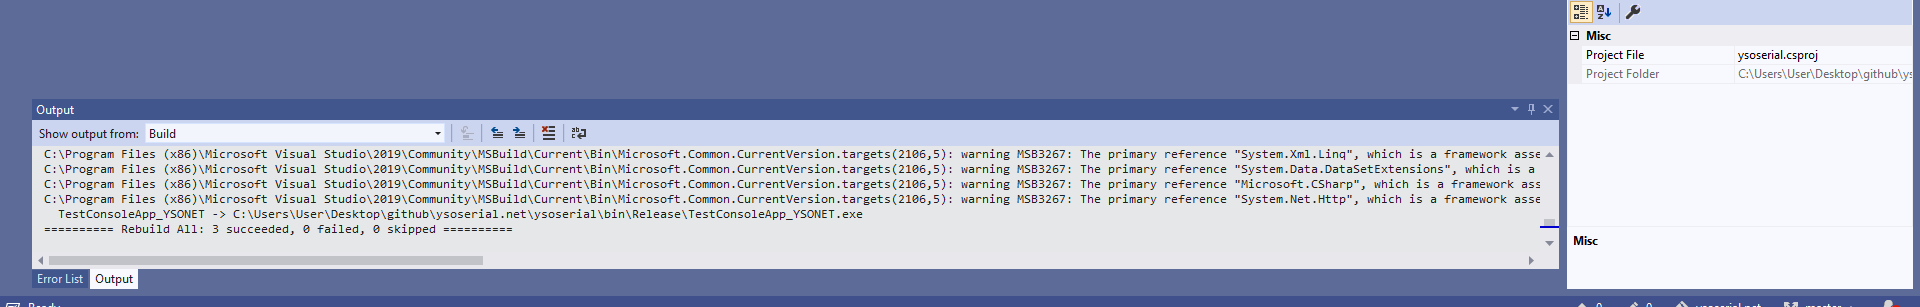 Misc
Project File ysoserial.csproj
Project Folder C:\Users\User\Desktop\github\ys
Output
Show output from: Build
C:\Program Files (x86)\Microsoft Visual Studio\2019\Community\MSBuild\Current\Bin\Microsoft.Common.CurrentVersion.targets(2106,5): warning MSB3267: The primary reference "System.Xml.Linq", which is a framework asse
C:\Program Files (x86)\Microsoft Visual Studio\2019\Community\MSBuild\Current\Bin\Microsoft.Common.CurrentVersion.targets(2106,5): warning MSB3267: The primary reference "System.Data.DataSetExtensions", which is a
C:\Program Files (x86)\Microsoft Visual Studio\2019\Community\MSBuild\Current\Bin\Microsoft.Common.CurrentVersion.targets(2106,5): warning MSB3267: The primary reference "Microsoft.CSharp", which is a framework ass
C:\Program Files (x86)\Microsoft Visual Studio\2019\Community\MSBuild\Current\Bin\Microsoft.Common.CurrentVersion.targets(2106,5): warning MSB3267: The primary reference "System.Net.Http", which is a framework asse
TestConsoleApp_YSONET -> C:\Users\User\Desktop\github\ysoserial.net\ysoserial\bin\Release\TestConsoleApp_YSONET.exe
========== Rebuild All: 3 succeeded, 0 failed, 0 skipped ==========
Misc
Error List Output